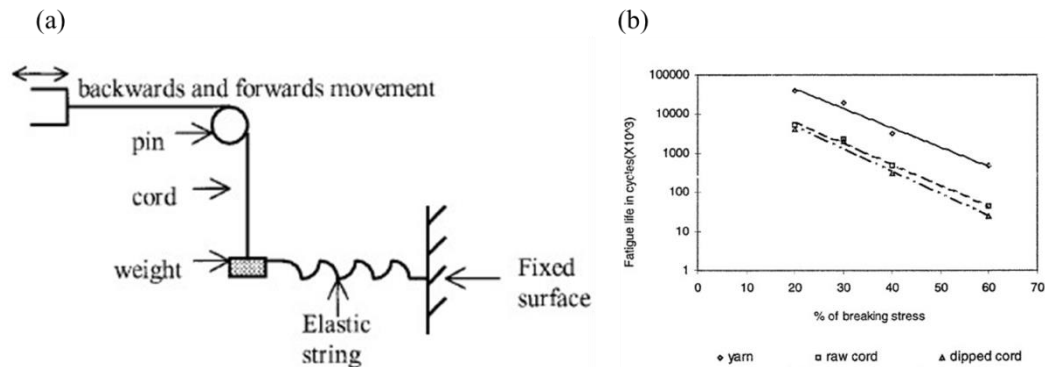 (a)
backwards and forwards movement
pin
cord
weight
Elastic
string
Fixed
surface
(b)
Fatigue life in cycles(X10^3)
100000
10000
1000
100
10
1
0 10 20 30 40 50 60 70
% of breaking stress
yarn raw cord dipped cord